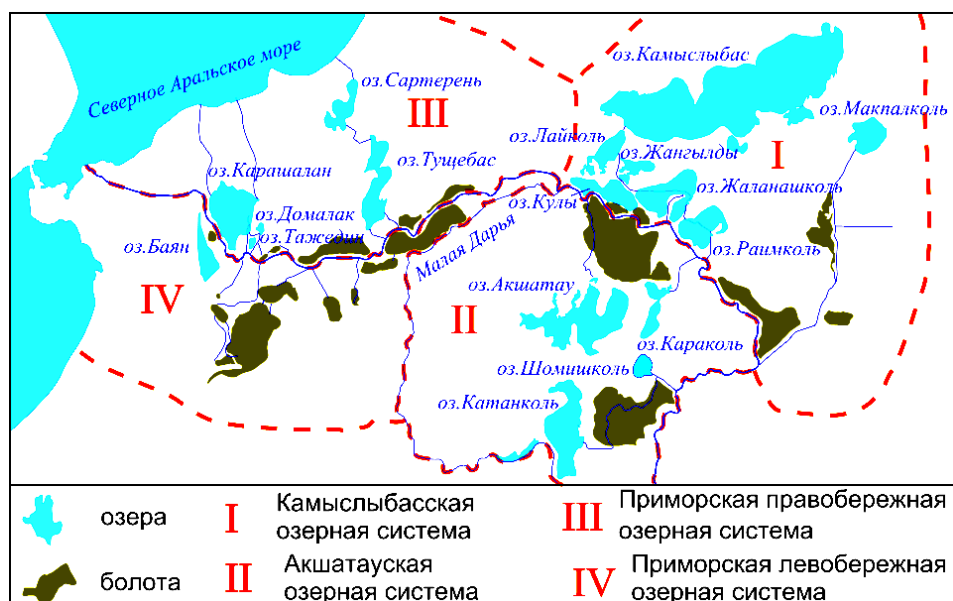 Северное Аральское море
оз.Сартерень
III
оз.Камыслыбас
оз.Макпалколь
оз.Лайколь
I
оз.Жангылды
оз.Тущебас
оз.Карашалан
оз.Жаланашколь
оз.Кулы
оз.Домалак
оз.Тажедин
оз.Баян
Малая Дарья
оз.Раимколь
IV
II
оз.Акшатау
оз.Караколь
оз.Шомишколь
оз.Катанколь
озера
I
Камыслыбасская
озерная система
III
Приморская правобережная
озерная система
болота
II
Акшатауская
озерная система
IV
Приморская левобережная
озерная система